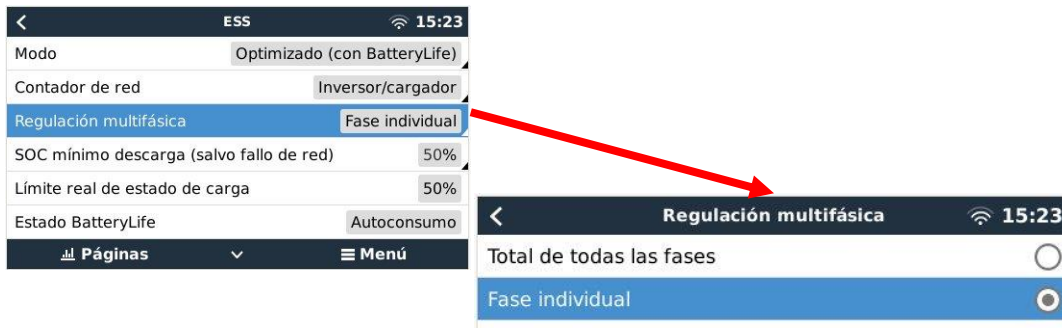 ESS 15:23
Modo Optimizado (con BatteryLife)
Contador de red Inversor/cargador
Regulación multifásica Fase individual
SOC mínimo descarga (salvo fallo de red) 50%
Límite real de estado de carga 50%
Estado BatteryLife Autoconsumo
Páginas Menú
Regulación multifásica 15:23
Total de todas las fases
Fase individual